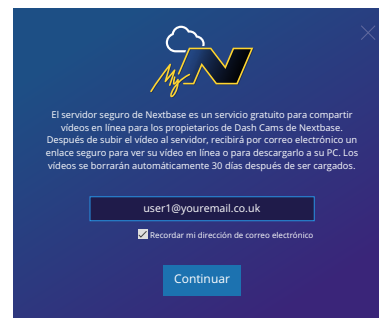 My N
El servidor seguro de Nextbase es un servicio gratuito para compartir
vídeos en línea para los propietarios de Dash Cams de Nextbase.
Después de subir el vídeo al servidor, recibirá por correo electrónico un
enlace seguro para ver su vídeo en línea o para descargarlo a su PC. Los
vídeos se borrarán automáticamente 30 días después de ser cargados.
user1@youremail.co.uk
Recordar mi dirección de correo electrónico
Continuar